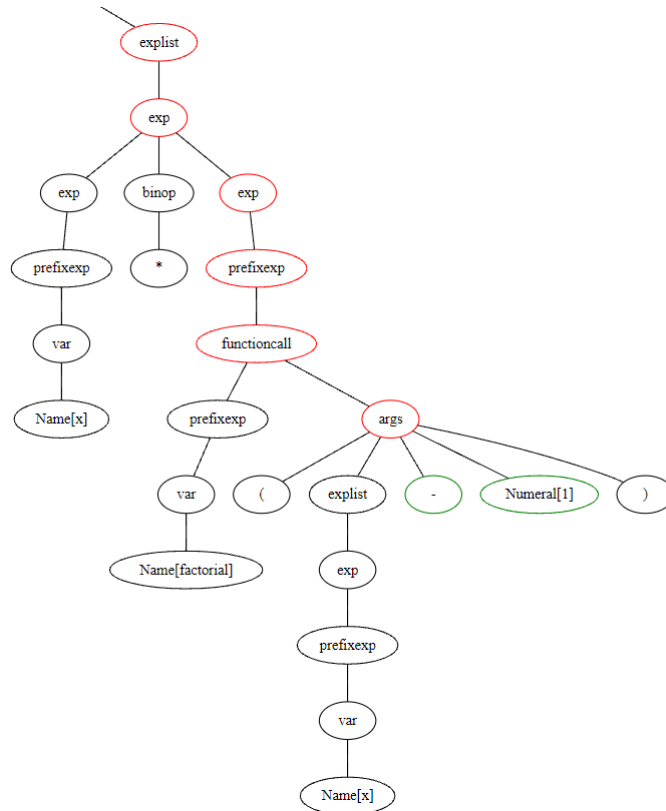 explist
exp
exp binop exp
prefixexp * prefixexp
var functioncall
Name[x] prefixexp args
var ( explist - Numeral[1] )
Name[factorial] exp
prefixexp
var
Name[x]